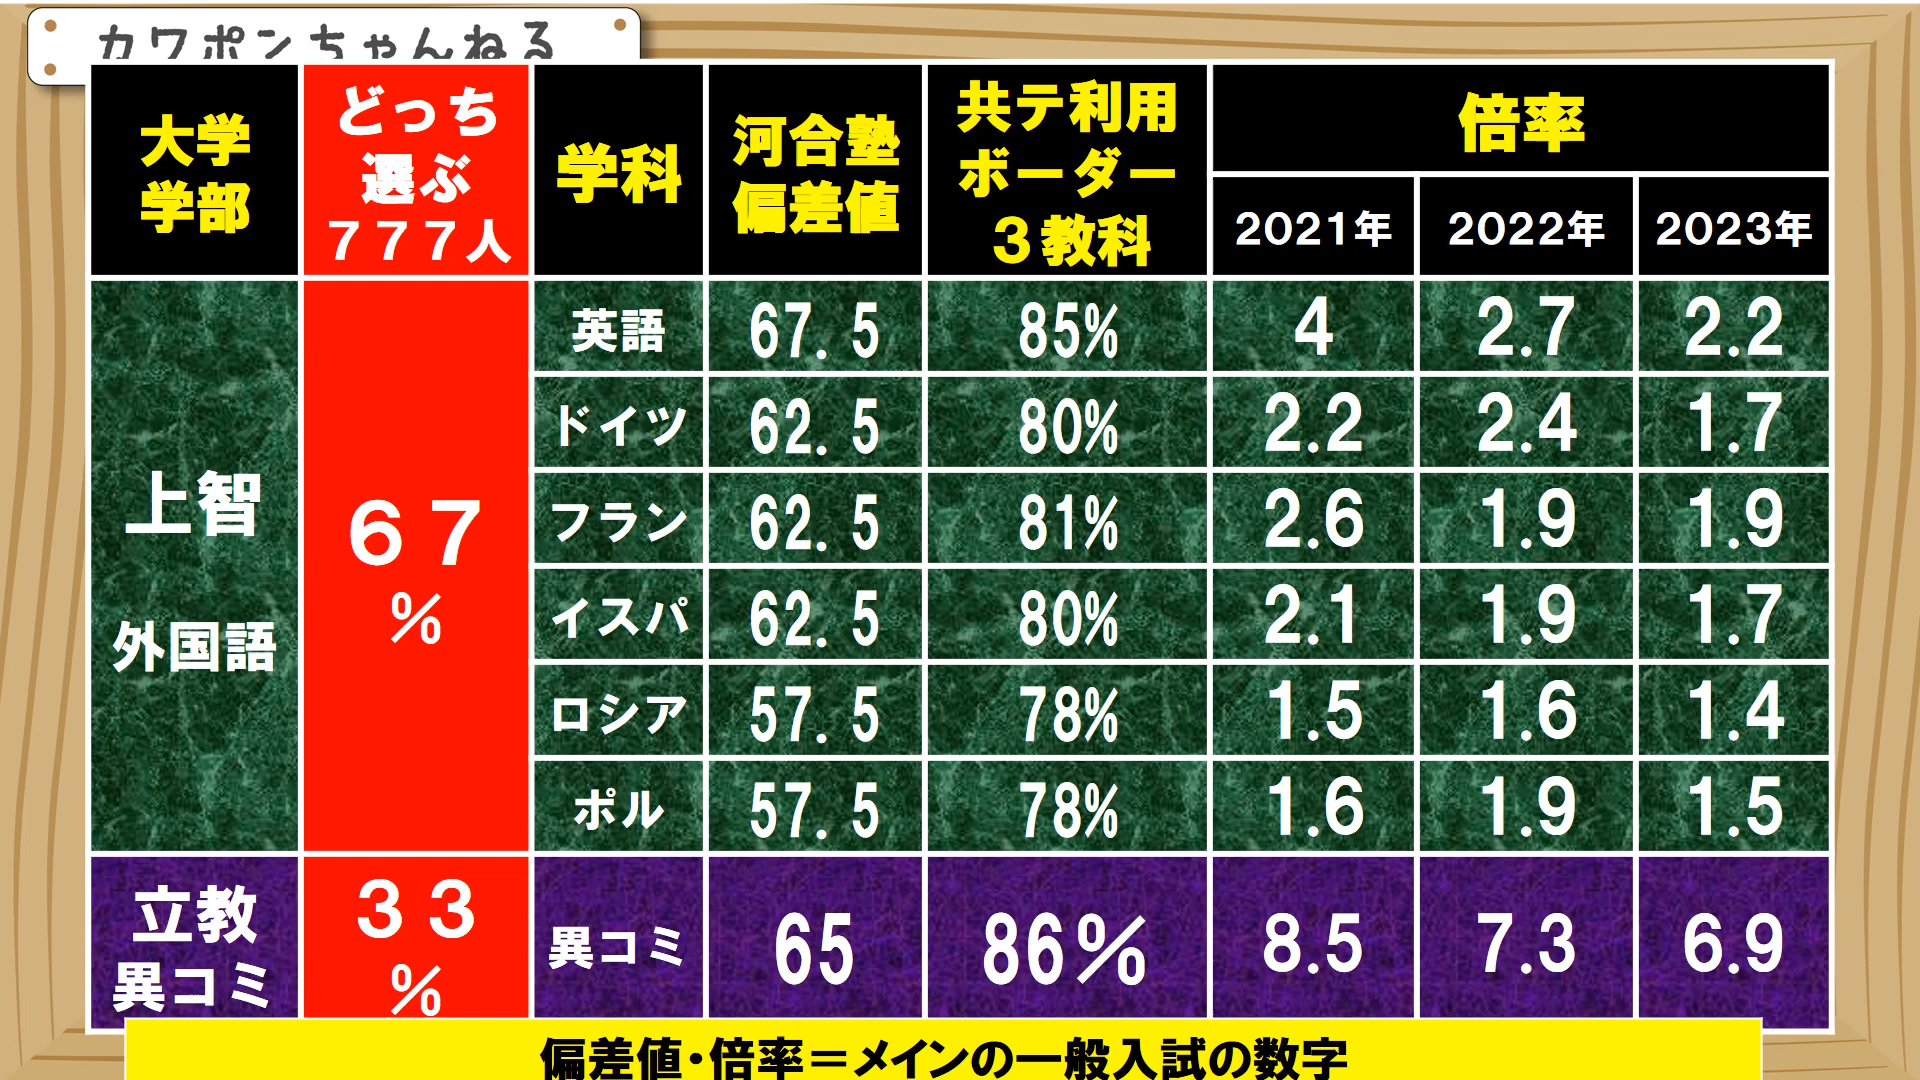 カワポンちゃんねる
大学
学部
どっち
選ぶ
７７７人
学科
河合塾
偏差値
共テ利用
ボーダー
３教科
倍率
2021年 2022年 2023年
上智
外国語
６７
％
英語 67．5 85% 4 2.7 2.2
ドイツ 62．5 80% 2.2 2.4 1.7
フラン 62．5 81% 2.6 1.9 1.9
イスパ 62．5 80% 2.1 1.9 1.7
ロシア 57．5 78% 1.5 1.6 1.4
ポル 57．5 78% 1.6 1.9 1.5
立教
異コミ
３３
％
異コミ 65 86％ 8.5 7.3 6.9
偏差値・倍率＝メインの一般入試の数字